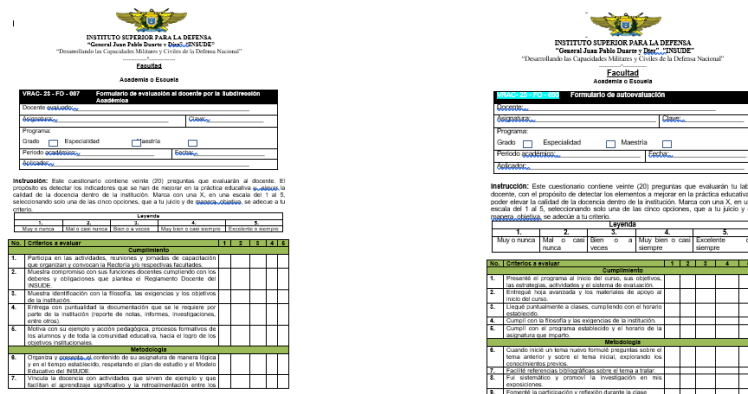 INSTITUTO SUPERIOR PARA LA DEFENSA
“General Juan Pablo Duarte y Díez”, “INSUDE”
“Desarrollando las Capacidades Militares y Civiles de la Defensa Nacional”
Facultad
Academia o Escuela
VRAC- 23 - FO - 007 Formulario de evaluación al docente por la Subdirección
Académica
Docente evaluado:
Asignatura: Clave:
Programa:
Grado Especialidad Maestría
Período académico: Fecha:
Aplicador:
Instrucción: Este cuestionario contiene veinte (20) preguntas que evaluarán al docente. El
propósito es detectar los indicadores que se han de mejorar en la práctica educativa la
calidad de la docencia dentro de la institución. Marca con una X, en una escala del 1 al 5,
seleccionando solo una de las cinco opciones, que a tu juicio y de manera objetiva, se adecue a tu
criterio.
Leyenda
1. 2. 3. 4. 5.
Muy o nunca Mal o casi nunca Bien o a veces Muy bien o casi siempre Excelente o siempre
No. Criterios a evaluar 1 2 3 4 5
Cumplimiento
1. Participa en las actividades, reuniones y jornadas de capacitación
que organizan y convocan la Rectoría y/o respectivas facultades.
2. Muestra compromiso con sus funciones docentes cumpliendo con los
deberes y obligaciones que plantea el Reglamento Docente del
INSUDE.
3. Muestra identificación con la filosofía, las exigencias y los objetivos
de la institución.
4. Entrega con puntualidad la documentación que se le requiere por
parte de la institución (reporte de notas, informes, investigaciones,
entre otros).
5. Motiva con su ejemplo y acción pedagógica, procesos formativos de
los alumnos y de toda la comunidad educativa, hacia el logro de los
objetivos institucionales.
Metodología
6. Organiza y presenta el contenido de su asignatura de manera lógica
y en el tiempo establecido, respetando el plan de estudio y el Modelo
Educativo del INSUDE.
7. Vincula la docencia con actividades que sirven de ejemplo y que
facilitan el aprendizaje significativo y la retroalimentación entre los
INSTITUTO SUPERIOR PARA LA DEFENSA
“General Juan Pablo Duarte y Díez”, “INSUDE”
“Desarrollando las Capacidades Militares y Civiles de la Defensa Nacional”
Facultad
Academia o Escuela
VRAC- 23 - FO - Formulario de autoevaluación
Docente:
Asignatura: Clave:
Programa:
Grado Especialidad Maestría
Período académico: Fecha:
Aplicador:
Instrucción: Este cuestionario contiene veinte (20) preguntas que evaluarán tu lab
docente, con el propósito de detectar los elementos a mejorar en la práctica educativa
poder elevar la calidad de la docencia dentro de la institución. Marca con una X, en u
escala del 1 al 5, seleccionando solo una de las cinco opciones, que a tu juicio y
manera objetiva, se adecúe a tu criterio.
Leyenda
1. 2. 3. 4. 5.
Muy o nunca Mal o casi Bien o a Muy bien o casi Excelente o
nunca veces siempre siempre
No. Criterios a evaluar 1 2 3 4
Cumplimiento
1. Presenté el programa al inicio del curso, sus objetivos,
las estrategias, actividades y el sistema de evaluación.
2. Entregué hoja avanzada y los materiales de apoyo al
inicio del curso.
3. Llegué puntualmente a clases, cumpliendo con el horario
establecido.
4. Cumplí con la filosofía y las exigencias de la institución.
5. Cumplí con el programa establecido y el horario de la
asignatura que imparto.
Metodología
6. Cuando inicié un tema nuevo formulé preguntas sobre el
tema anterior y sobre el tema inicial, explorando los
conocimientos previos.
7. Facilité referencias bibliográficas sobre el tema a tratar.
8. Fui sistemático y promoví la investigación en mis
exposiciones.
9. Fomenté la participación y reflexión durante la clase